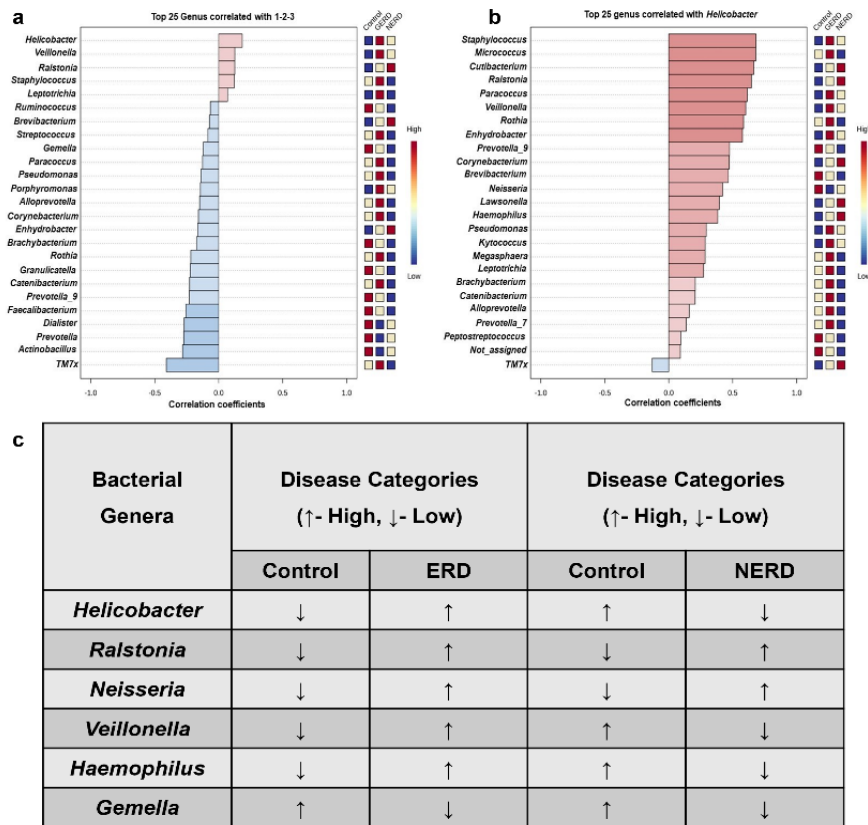 a
Top 25 Genus correlated with 1-2-3
Control
GERD
NERD
Helicobacter
Veillonella
Ralstonia
Staphylococcus
Leptotrichia
Ruminococcus
Brevibacterium
Streptococcus
Gemella
Paracoccus
Pseudomonas
Porphyromonas
Alloprevotella
Corynebacterium
Enhydrobacter
Brachybacterium
Rothia
Granulicatella
Catenibacterium
Prevotella_9
Faecalibacterium
Dialister
Prevotella
Actinobacillus
TM7x
High
Low
-1.0 -0.5 0.0 0.5 1.0
Correlation coefficients
b
Top 25 genus correlated with Helicobacter
Control
GERD
NERD
Staphylococcus
Micrococcus
Cutibacterium
Ralstonia
Paracoccus
Veillonella
Rothia
Enhydrobacter
Prevotella_9
Corynebacterium
Brevibacterium
Neisseria
Lawsonella
Haemophilus
Pseudomonas
Kytococcus
Megasphaera
Leptotrichia
Brachybacterium
Catenibacterium
Alloprevotella
Prevotella_7
Peptostreptococcus
Not_assigned
TM7x
High
Low
-1.0 -0.5 0.0 0.5 1.0
Correlation coefficients
c
Bacterial Genera
Disease Categories
(↑- High, ↓- Low)
Disease Categories
(↑- High, ↓- Low)
Control ERD Control NERD
Helicobacter ↓ ↑ ↑ ↓
Ralstonia ↓ ↑ ↓ ↑
Neisseria ↓ ↑ ↓ ↑
Veillonella ↓ ↑ ↑ ↓
Haemophilus ↓ ↑ ↑ ↓
Gemella ↑ ↓ ↑ ↓